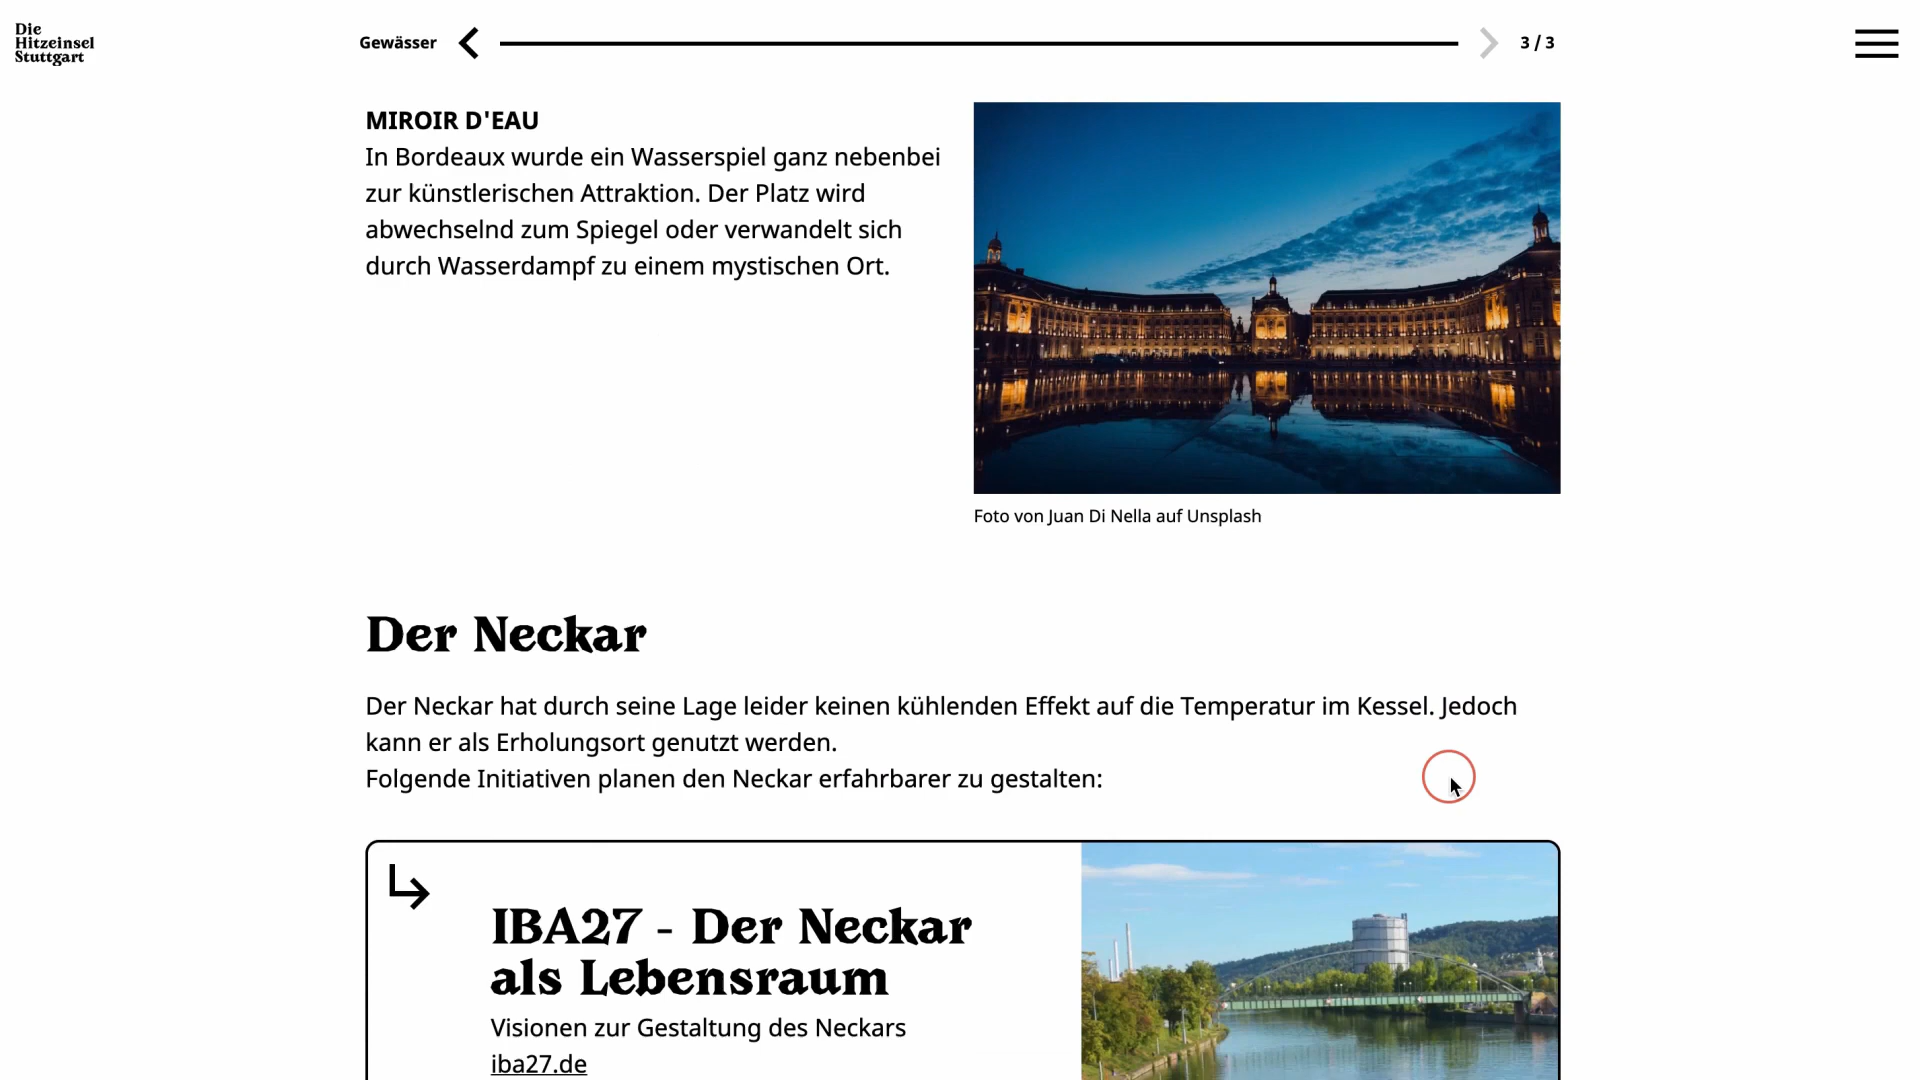 Die
Hitzeinsel
Stuttgart
Gewässer
3 / 3
MIROIR D'EAU
In Bordeaux wurde ein Wasserspiel ganz nebenbei
zur künstlerischen Attraktion. Der Platz wird
abwechselnd zum Spiegel oder verwandelt sich
durch Wasserdampf zu einem mystischen Ort.
Foto von Juan Di Nella auf Unsplash
Der Neckar
Der Neckar hat durch seine Lage leider keinen kühlenden Effekt auf die Temperatur im Kessel. Jedoch
kann er als Erholungsort genutzt werden.
Folgende Initiativen planen den Neckar erfahrbarer zu gestalten:
IBA27 - Der Neckar
als Lebensraum
Visionen zur Gestaltung des Neckars
iba27.de